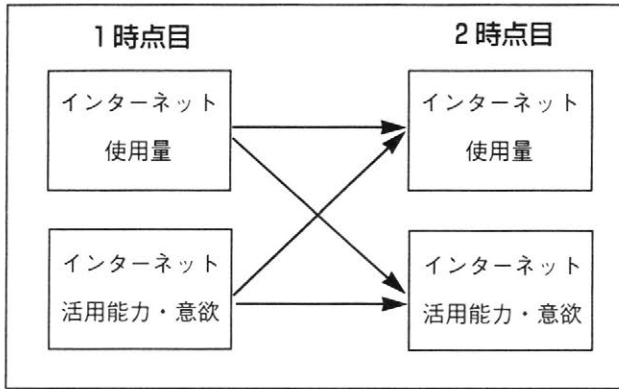 1時点目
2時点目
インターネット
使用量
インターネット
使用量
インターネット
活用能力・意欲
インターネット
活用能力・意欲